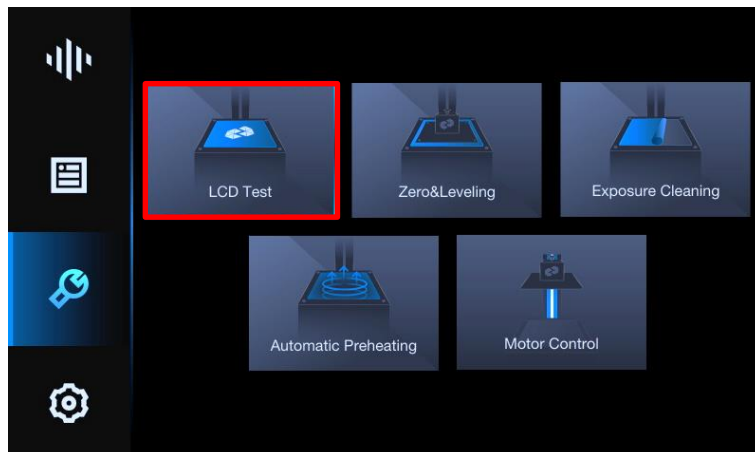 LCD Test
Zero&Leveling
Exposure Cleaning
Automatic Preheating
Motor Control